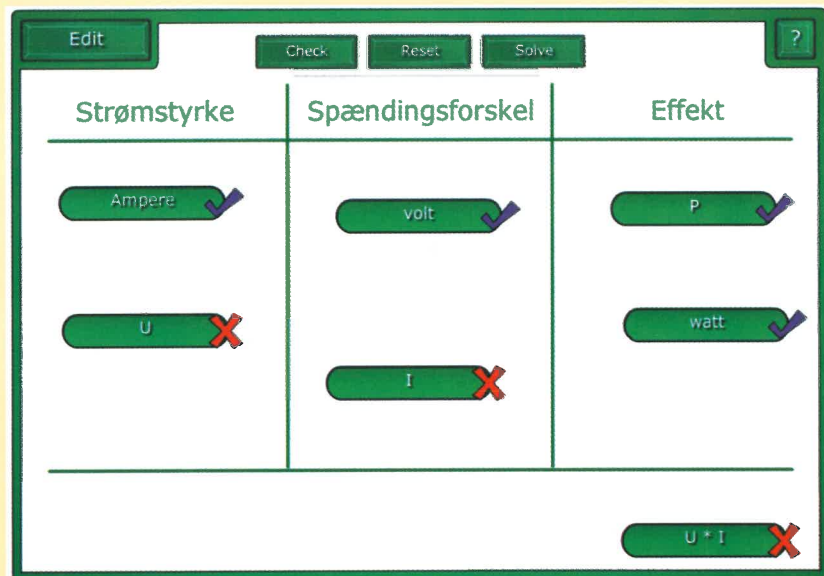 Edit
Check Reset Solve ?
Strømstyrke Spændingsforskel Effekt
Ampere volt P
U I watt
U * I